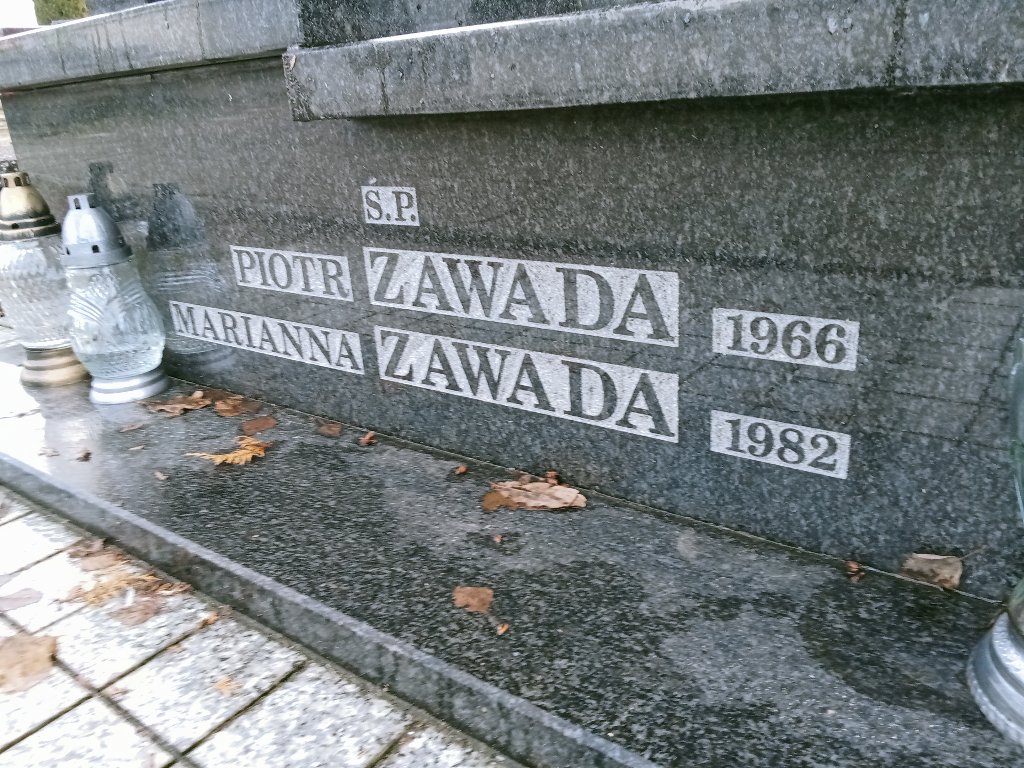 Ś.P.
PIOTR ZAWADA 1966
MARIANNA ZAWADA 1982